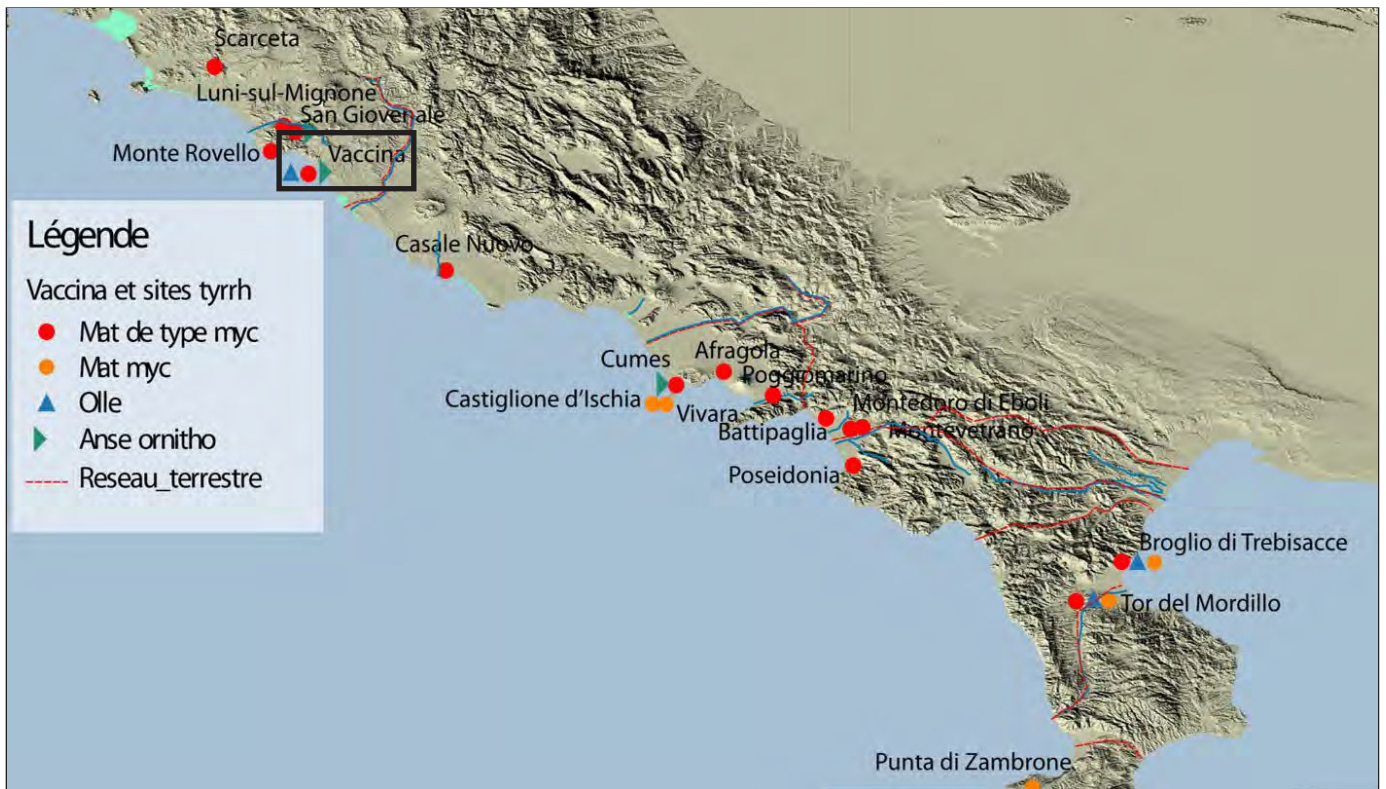 Scarceta
Luni-sul-Mignone
San Giovenale
Monte Rovello
Vaccina
Légende
Vaccina et sites tyrrh
Mat de type myc
Mat myc
Olle
Anse ornitho
Reseau_terrestre
Casale Nuovo
Cumes
Afragola
Poggiomarino
Castiglione d'Ischia
Vivara
Montedoro di Eboli
Battipaglia
Montevetrano
Poseidonia
Broglio di Trebisacce
Tor del Mordillo
Punta di Zambrone